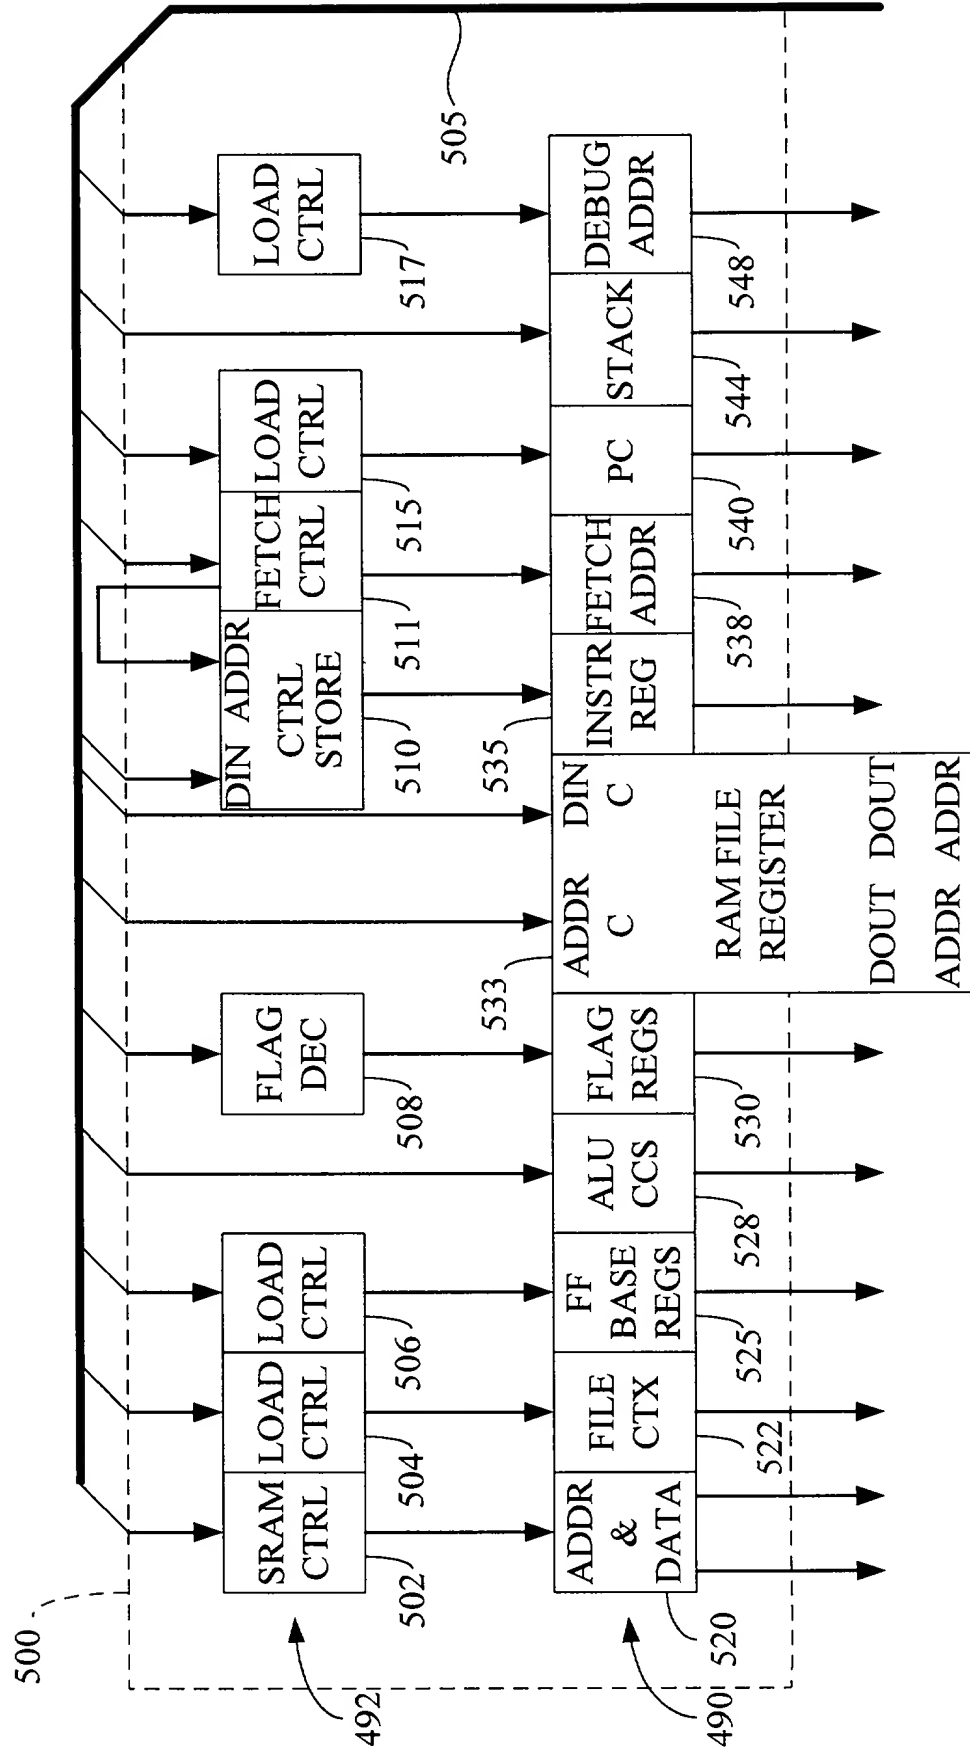 500
492
490
SRAM
CTRL
502
LOAD
CTRL
504
LOAD
CTRL
506
FLAG
DEC
508
DIN ADDR
CTRL
STORE
510
FETCH
CTRL
511
LOAD
CTRL
515
LOAD
CTRL
517
505
ADDR
&
DATA
520
FILE
CTX
522
FF
BASE
REGS
525
ALU
CCS
528
FLAG
REGS
530
533
ADDR DIN
C C
RAM FILE
REGISTER
DOUT DOUT
ADDR ADDR
535
INSTR
REG
FETCH
ADDR
538
PC
540
STACK
544
DEBUG
ADDR
548